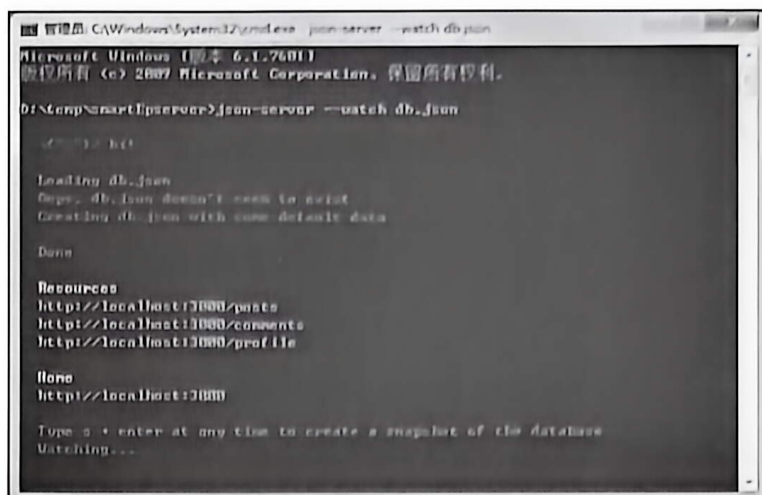 管理员: C:\Windows\System32\cmd.exe json-server --watch db.json
Microsoft Windows [版本 6.1.7601]
版权所有 (c) 2009 Microsoft Corporation。保留所有权利。
D:\temp\smartEpserver>json-server --watch db.json
hi!
Loading db.json
Oops, db.json doesn't seem to exist
Creating db.json with some default data
Done
Resources
http://localhost:3000/posts
http://localhost:3000/comments
http://localhost:3000/profile
Home
http://localhost:3000
Type s + enter at any time to create a snapshot of the database
Watching...